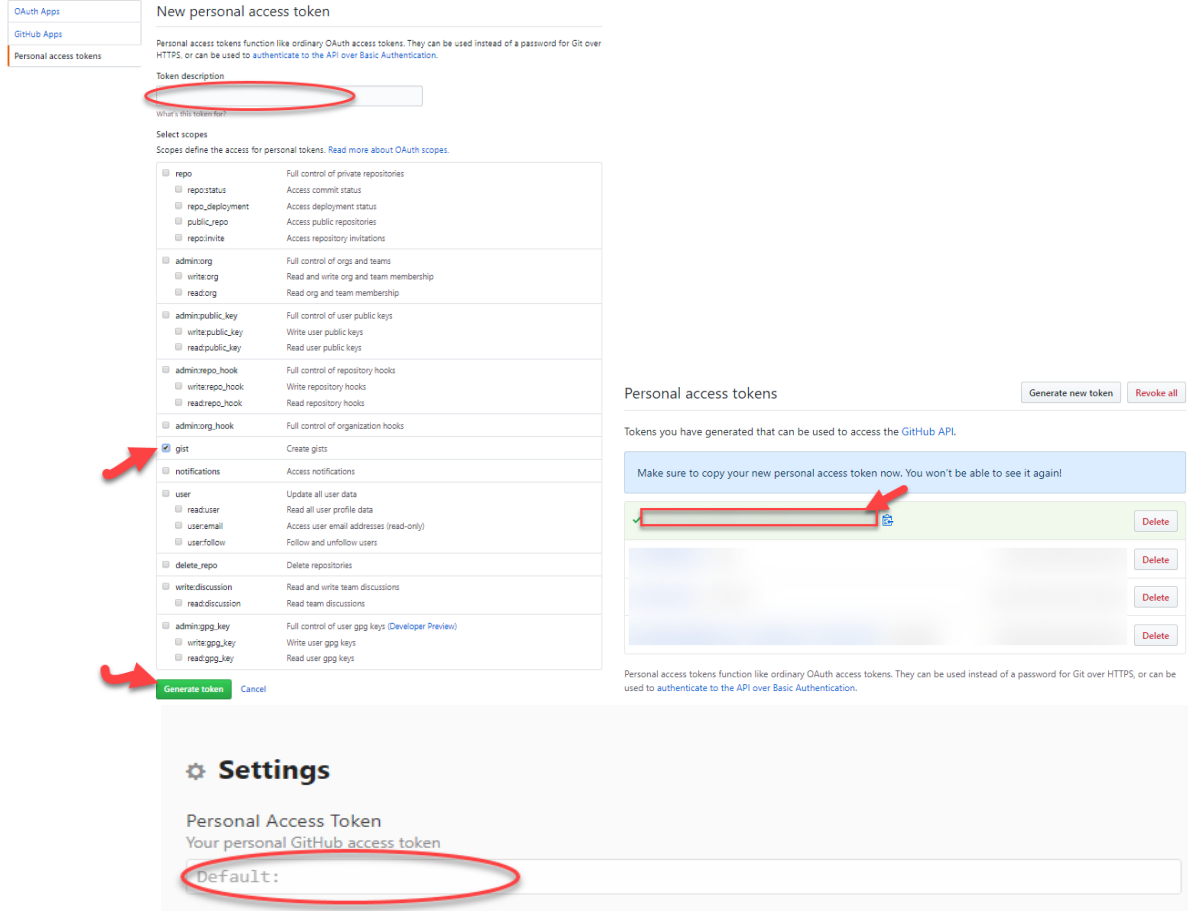 OAuth Apps
GitHub Apps
Personal access tokens
New personal access token
Personal access tokens function like ordinary OAuth access tokens. They can be used instead of a password for Git over
HTTPS, or can be used to authenticate to the API over Basic Authentication.
Token description
What's this token for?
Select scopes
Scopes define the access for personal tokens. Read more about OAuth scopes.
repo Full control of private repositories
repo:status Access commit status
repo_deployment Access deployment status
public_repo Access public repositories
repo:invite Access repository invitations
admin:org Full control of orgs and teams
write:org Read and write org and team membership
read:org Read org and team membership
admin:public_key Full control of user public keys
write:public_key Write user public keys
read:public_key Read user public keys
admin:repo_hook Full control of repository hooks
write:repo_hook Write repository hooks
read:repo_hook Read repository hooks
admin:org_hook Full control of organization hooks
gist Create gists
notifications Access notifications
user Update all user data
read:user Read all user profile data
user:email Access user email addresses (read-only)
user:follow Follow and unfollow users
delete_repo Delete repositories
write:discussion Read and write team discussions
read:discussion Read team discussions
admin:gpg_key Full control of user gpg keys (Developer Preview)
write:gpg_key Write user gpg keys
read:gpg_key Read user gpg keys
Generate token Cancel
Personal access tokens Generate new token Revoke all
Tokens you have generated that can be used to access the GitHub API.
Make sure to copy your new personal access token now. You won't be able to see it again!
Delete
Delete
Delete
Delete
Personal access tokens function like ordinary OAuth access tokens. They can be used instead of a password for Git over HTTPS, or can be
used to authenticate to the API over Basic Authentication.
Settings
Personal Access Token
Your personal GitHub access token
Default: